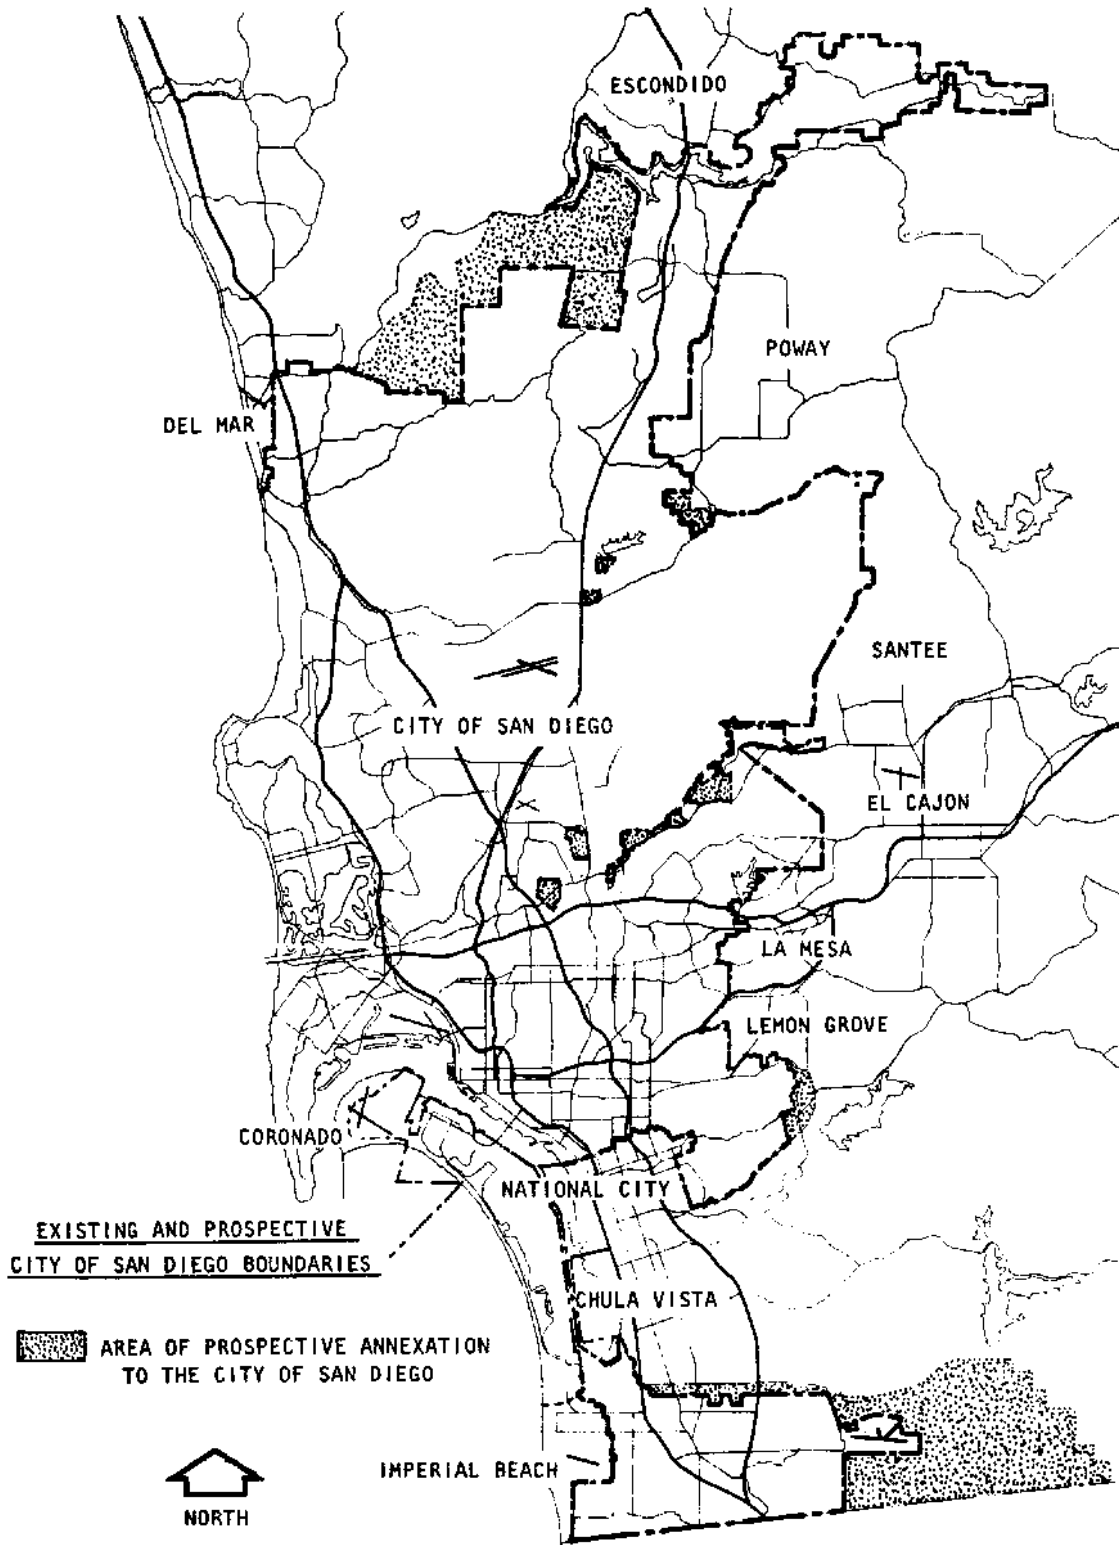 ESCONDIDO
POWAY
DEL MAR
SANTEE
CITY OF SAN DIEGO
EL CAJON
LA MESA
LEMON GROVE
CORONADO
NATIONAL CITY
EXISTING AND PROSPECTIVE
CITY OF SAN DIEGO BOUNDARIES
CHULA VISTA
AREA OF PROSPECTIVE ANNEXATION
TO THE CITY OF SAN DIEGO
IMPERIAL BEACH
NORTH